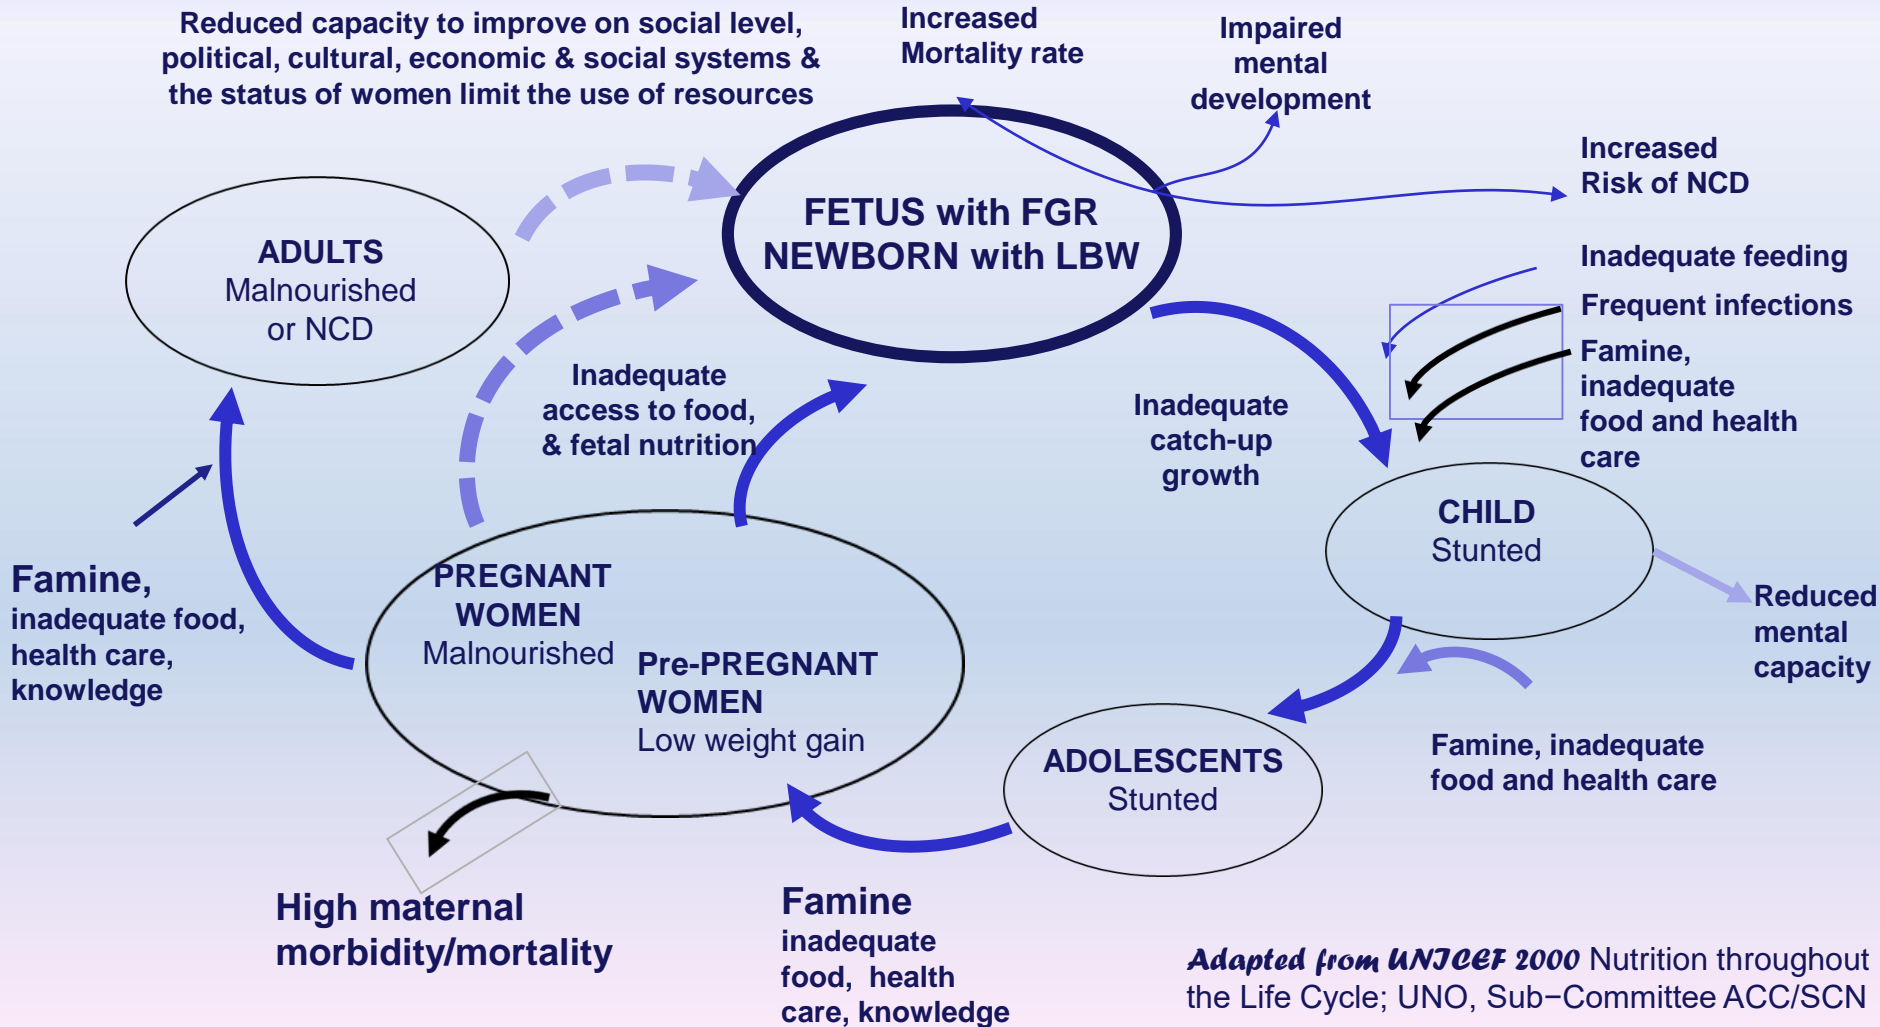 Reduced capacity to improve on social level,
political, cultural, economic & social systems &
the status of women limit the use of resources
Increased
Mortality rate
Impaired
mental
development
Increased
Risk of NCD
FETUS with FGR
NEWBORN with LBW
ADULTS
Malnourished
or NCD
Inadequate feeding
Frequent infections
Famine,
inadequate
food and health
care
Inadequate
access to food,
& fetal nutrition
Inadequate
catch-up
growth
CHILD
Stunted
Famine,
inadequate food,
health care,
knowledge
PREGNANT
WOMEN
Malnourished
Pre-PREGNANT
WOMEN
Low weight gain
Reduced
mental
capacity
ADOLESCENTS
Stunted
Famine, inadequate
food and health care
High maternal
morbidity/mortality
Famine
inadequate
food, health
care, knowledge
Adapted from UNICEF 2000 Nutrition throughout
the Life Cycle; UNO, Sub−Committee ACC/SCN